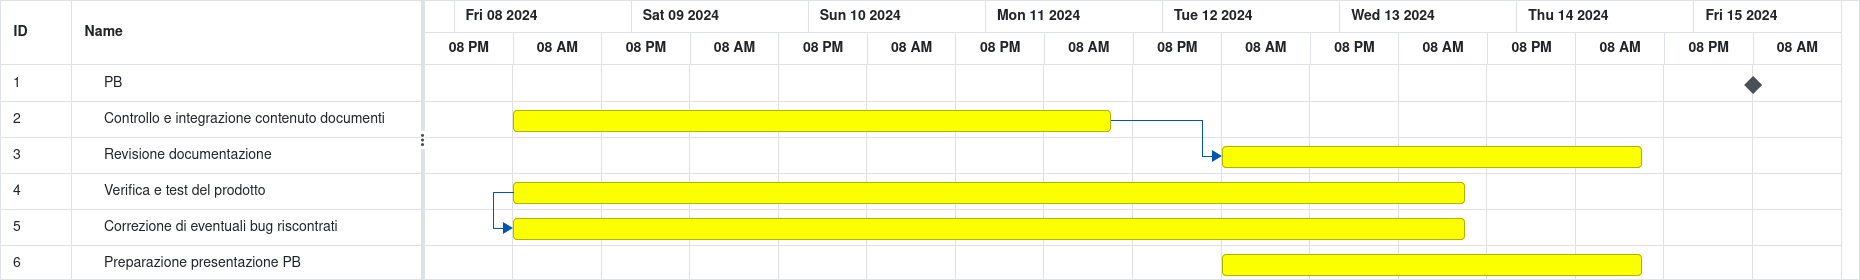 ID Name Fri 08 2024 Sat 09 2024 Sun 10 2024 Mon 11 2024 Tue 12 2024 Wed 13 2024 Thu 14 2024 Fri 15 2024
08 PM 08 AM 08 PM 08 AM 08 PM 08 AM 08 PM 08 AM 08 PM 08 AM 08 PM 08 AM 08 PM 08 AM 08 PM 08 AM
1 PB
2 Controllo e integrazione contenuto documenti
3 Revisione documentazione
4 Verifica e test del prodotto
5 Correzione di eventuali bug riscontrati
6 Preparazione presentazione PB